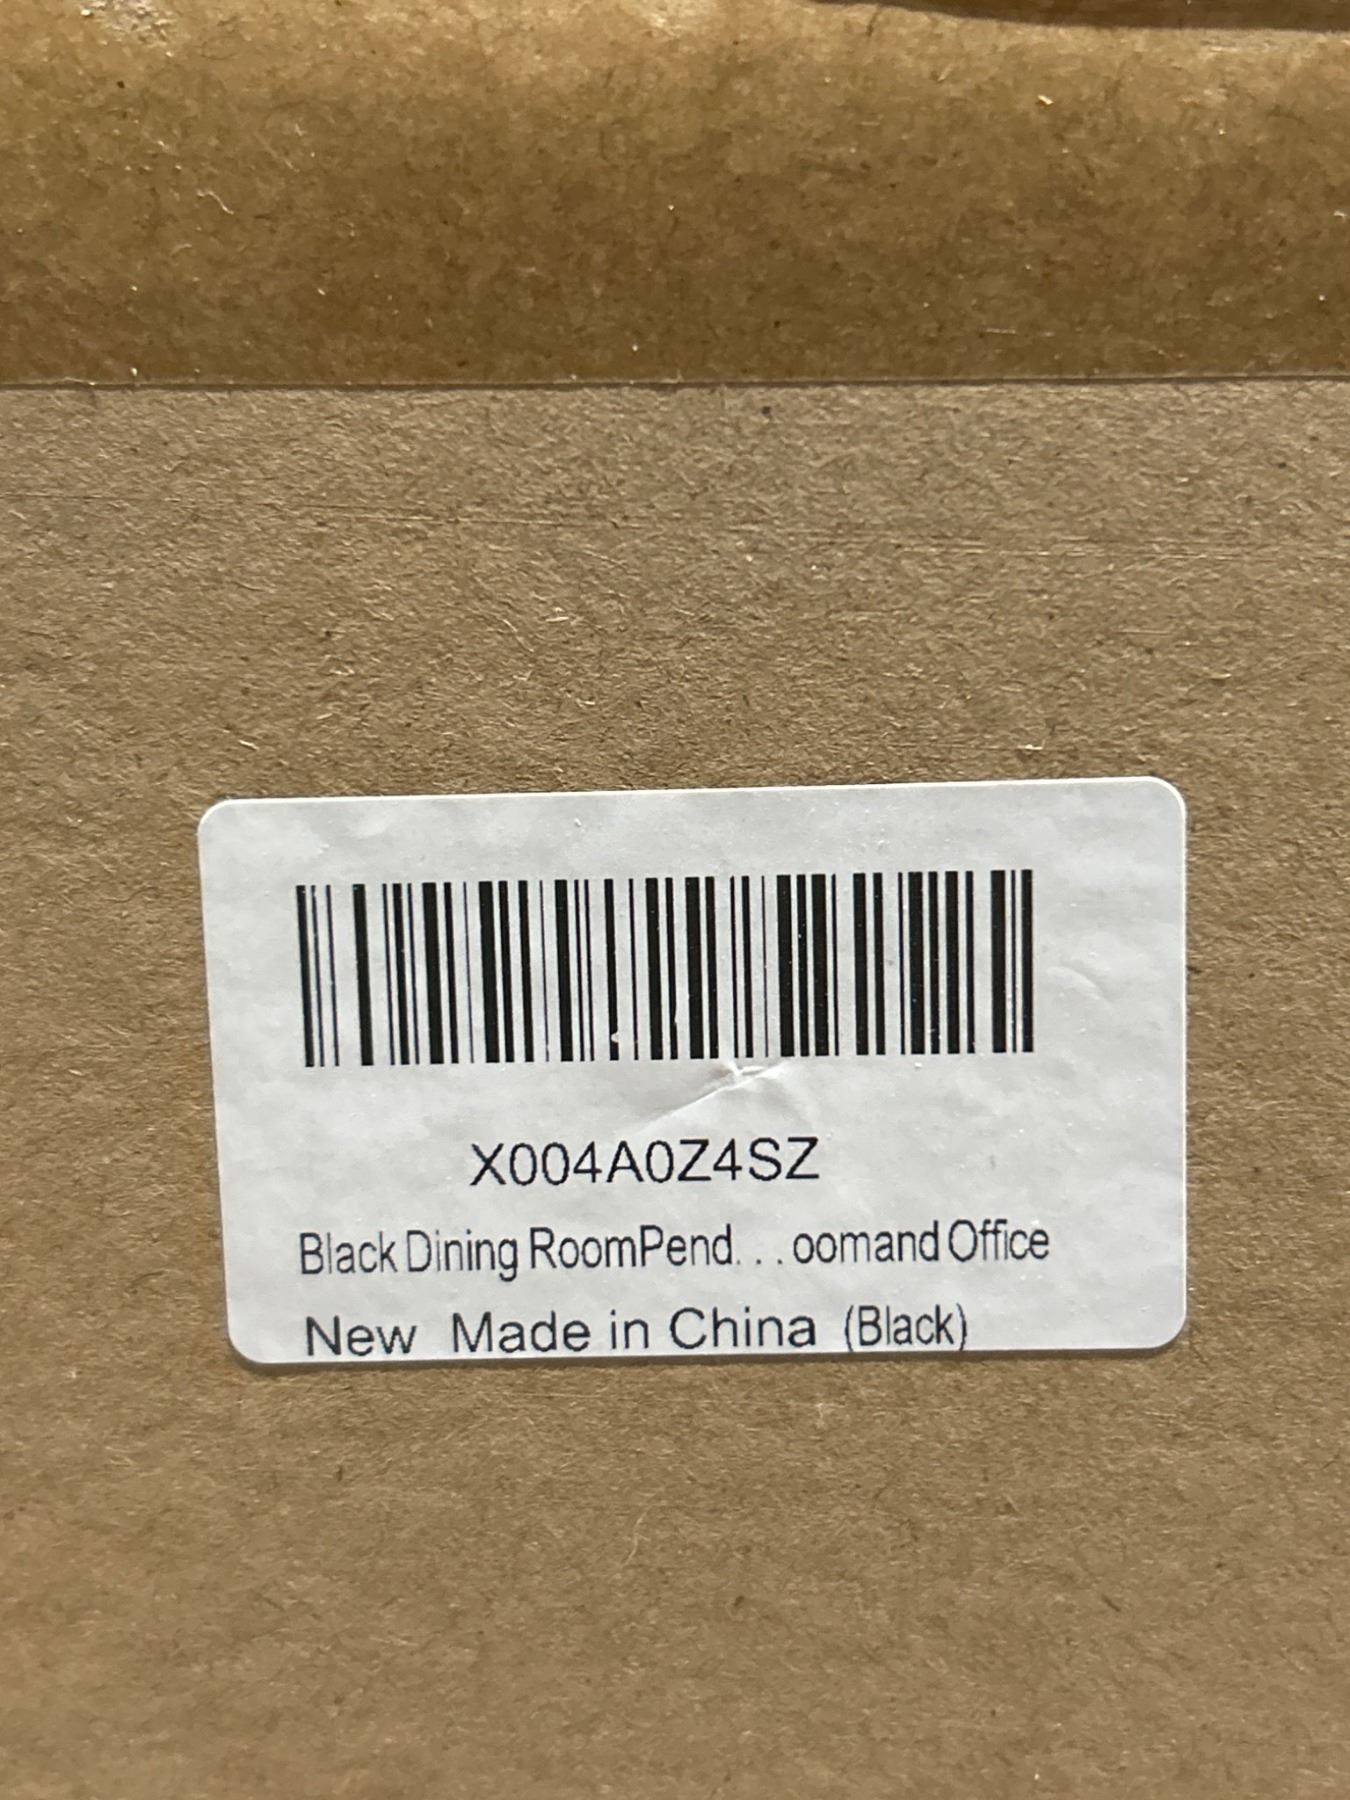 X004A0Z4SZ
Black Dining RoomPend. . .oomand Office
New Made in China (Black)